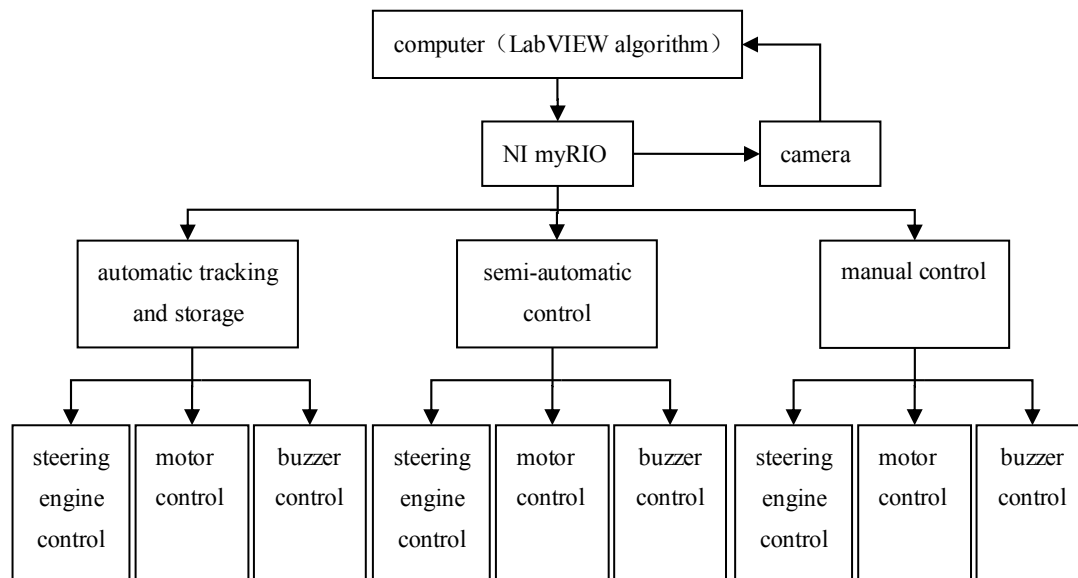 computer（LabVIEW algorithm）
NI myRIO
camera
automatic tracking
and storage
semi-automatic
control
manual control
steering
engine
control
motor
control
buzzer
control
steering
engine
control
motor
control
buzzer
control
steering
engine
control
motor
control
buzzer
control